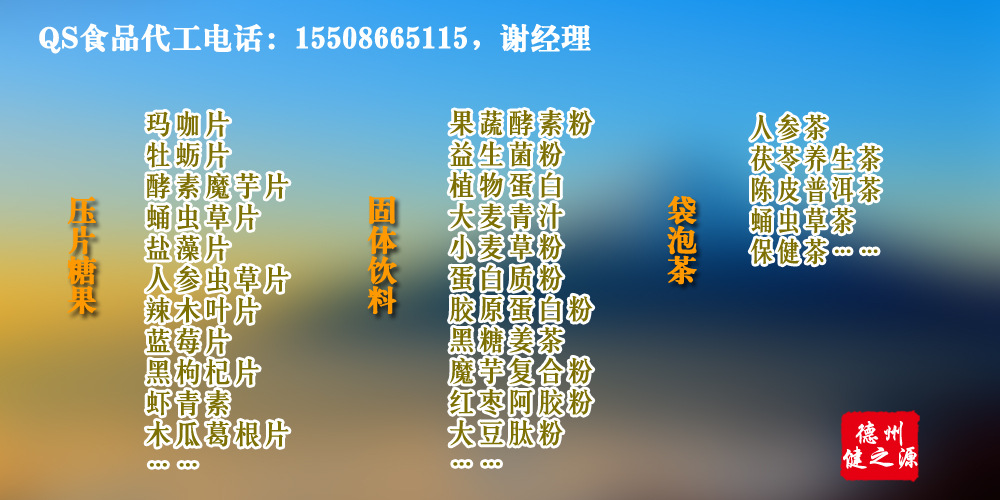 QS食品代工电话：15508665115，谢经理
压片糖果
玛咖片
牡蛎片
酵素魔芋片
蛹虫草片
盐藻片
人参虫草片
辣木叶片
蓝莓片
黑枸杞片
虾青素
木瓜葛根片
……
固体饮料
果蔬酵素粉
益生菌粉
植物蛋白
大麦青汁
小麦草粉
蛋白质粉
胶原蛋白粉
黑糖姜茶
魔芋复合粉
红枣阿胶粉
大豆肽粉
……
袋泡茶
人参茶
茯苓养生茶
陈皮普洱茶
蛹虫草茶
保健茶……
德州
健之源